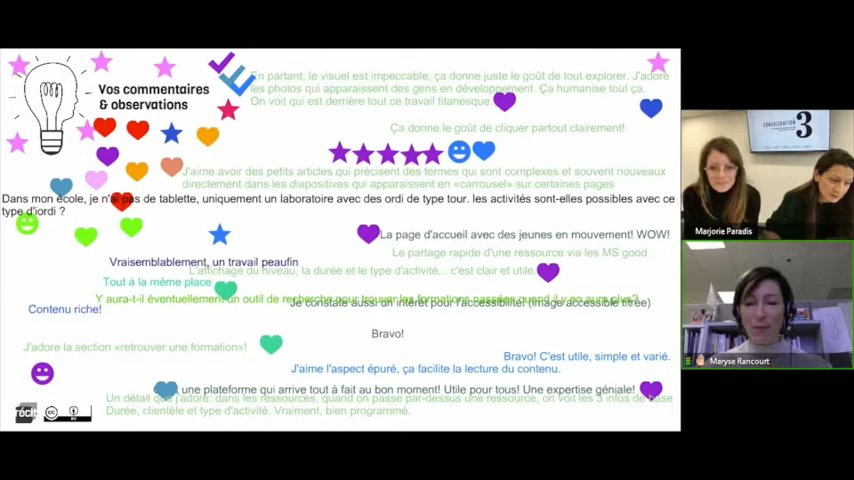 En partant, le visuel est impeccable, ça donne juste le goût de tout explorer. J'adore
les photos qui apparaissent des gens en développement. Ça humanise tout ça.
On voit qui est derrière tout ce travail titanesque.
Vos commentaires
& observations
CONSOLIDATION
3
Ça donne le goût de cliquer partout clairement!
J'aime avoir des petits articles qui précisent des termes qui sont complexes et souvent nouveaux
directement dans les diapositives qui apparaissent en «carrousel» sur certaines pages
Dans mon école, je n'ai pas de tablette, uniquement un laboratoire avec des ordi de type tour. les activités sont-elles possibles avec ce
type d'iordi ?
Marjorie Paradis
La page d'accueil avec des jeunes en mouvement! WOW!
Le partage rapide d'une ressource via les MS good
Vraisemblablement, un travail peaufin
L'affichage du niveau, la durée et le type d'activité... c'est clair et utile.
Tout à la même place
Y aura-t-il éventuellement un outil de recherche pour trouver les formations passées quand il y en aura plus?
Je constate aussi un intérêt pour l'accessibilité! (image accessible titrée)
Contenu riche!
Bravo!
J'adore la section «retrouver une formation»!
Bravo! C'est utile, simple et varié.
Maryse Rancourt
J'aime l'aspect épuré, ça facilite la lecture du contenu.
une plateforme qui arrive tout à fait au bon moment! Utile pour tous! Une expertise géniale!
Un détail que j'adore: dans les ressources, quand on passe par-dessus une ressource, on voit les 3 infos de base
Durée, clientèle et type d'activité. Vraiment, bien programmé.
récit
cc
BY